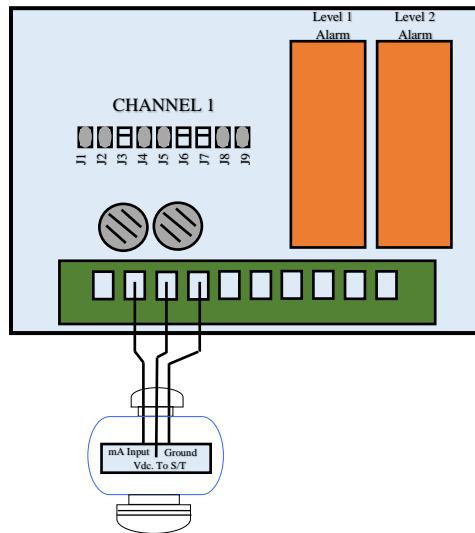 Level 1
Alarm
Level 2
Alarm
CHANNEL 1
J1 J2 J3 J4 J5 J6 J7 J8 J9
mA Input Ground
Vdc. To S/T